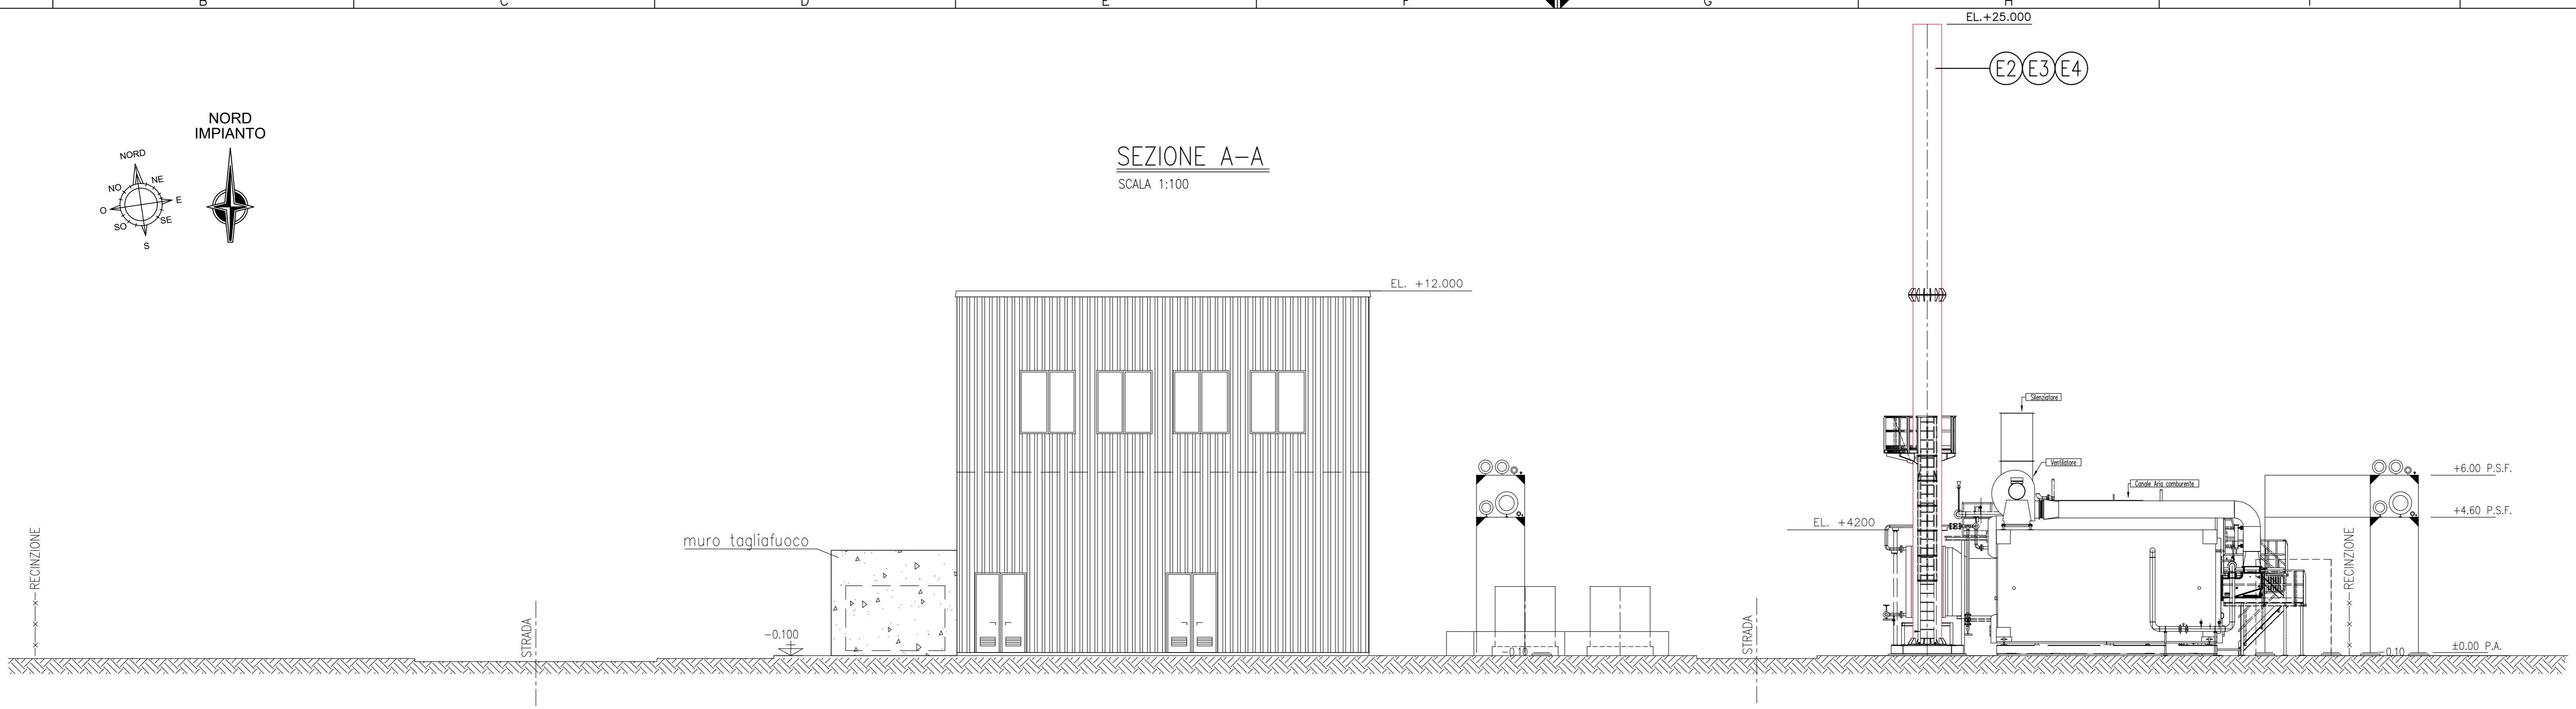 B C D E F G H I
EL.+25.000
E2 E3 E4
NORD
IMPIANTO
NORD
NO NE
O E
SO SE
S
SEZIONE A-A
SCALA 1:100
EL. +12.000
Silenziatore
Ventilatore
Canale Aria comburente
+6.00 P.S.F.
+4.60 P.S.F.
EL. +4200
muro tagliafuoco
RECINZIONE
RECINZIONE
STRADA
-0.100
STRADA
-0.10
-0.10
±0.00 P.A.